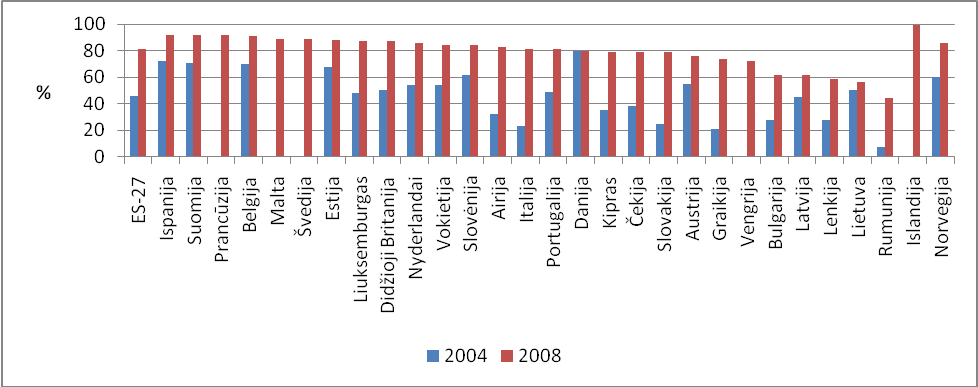 100
80
60
40
20
0
%
ES-27
Ispanija
Suomija
Prancūzija
Belgija
Malta
Švedija
Estija
Liuksemburgas
Didžioji Britanija
Nyderlandai
Vokietija
Slovėnija
Airija
Italija
Portugalija
Danija
Kipras
Čekija
Slovakija
Austrija
Graikija
Vengrija
Bulgarija
Latvija
Lenkija
Lietuva
Rumunija
Islandija
Norvegija
2004 2008